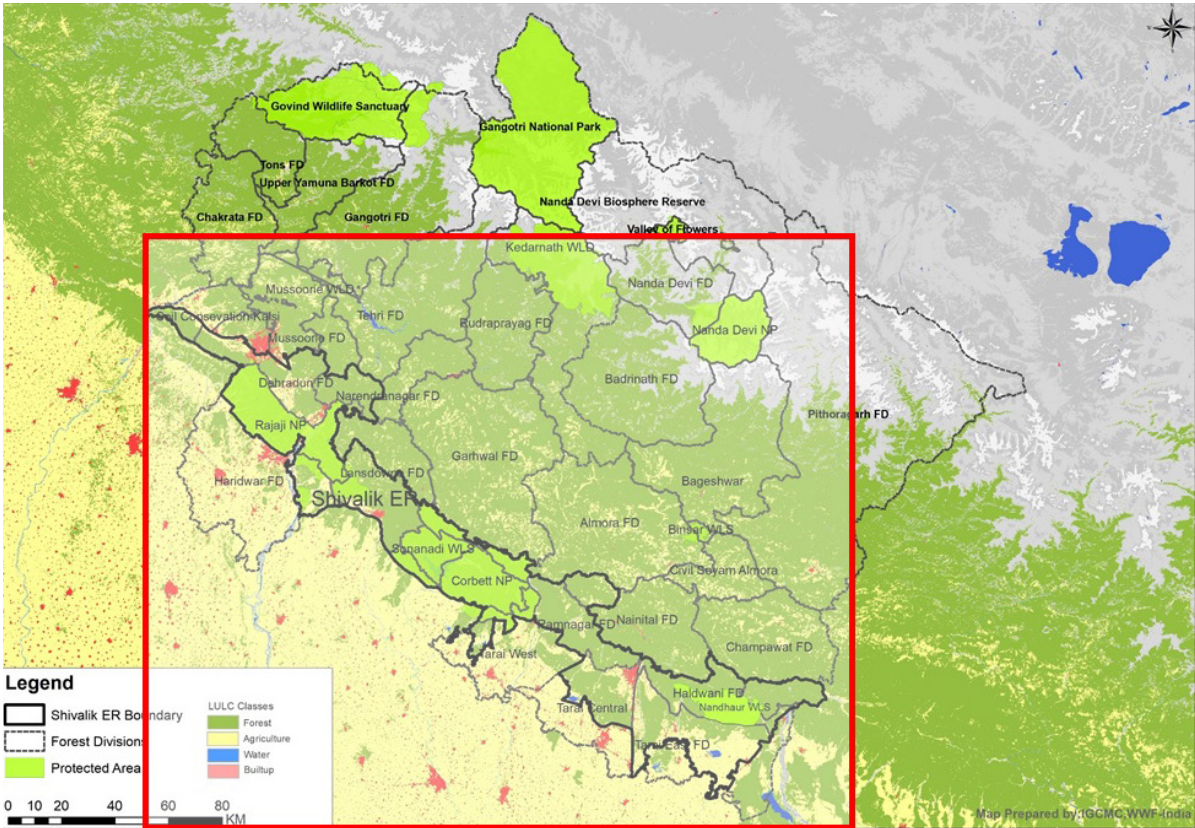 Govind Wildlife Sanctuary
Gangotri National Park
Tons FD
Upper Yamuna Barkot FD
Nanda Devi Biosphere Reserve
Chakrata FD
Gangotri FD
Valley of Flowers
Kedarnath WLD
Mussoorie WLD
Nanda Devi FD
Soil Consevation Kalsi
Tehri FD
Rudraprayag FD
Nanda Devi NP
Mussoorie FD
Dehradun FD
Badrinath FD
Narendranagar FD
Pithoragarh FD
Rajaji NP
Garhwal FD
Lansdowne FD
Haridwar FD
Bageshwar
Shivalik ER
Almora FD
Binsar WLS
Sonanadi WLS
Civil Soyam Almora
Corbett NP
Ramnagar FD
Nainital FD
Champawat FD
Tarai West
Haldwani FD
Nandhaur WLS
Tarai Central
Tarai East FD
Legend
Shivalik ER Boundary
Forest Divisions
Protected Area
LULC Classes
Forest
Agriculture
Water
Builtup
0 10 20 40 60 80
KM
Map Prepared by:IGCMC,WWF-India